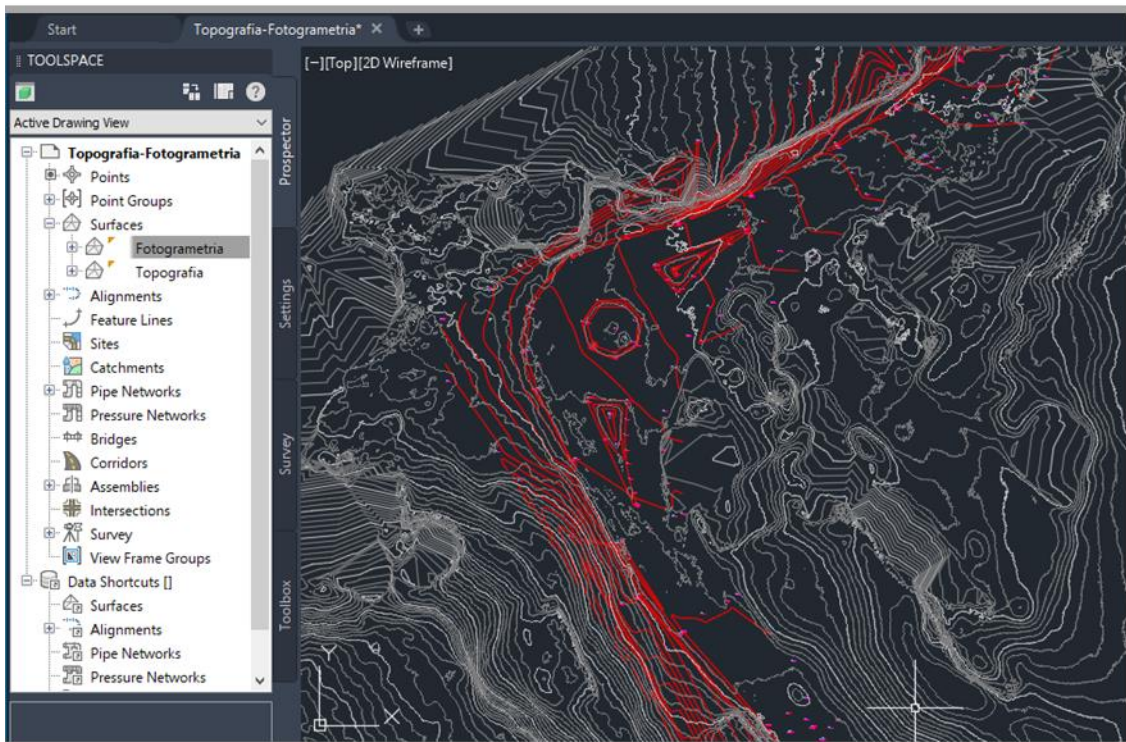 Start
Topografia-Fotogrametria*
TOOLSPACE
[−][Top][2D Wireframe]
Active Drawing View
Topografia-Fotogrametria
Points
Point Groups
Surfaces
Fotogrametria
Topografia
Alignments
Feature Lines
Sites
Catchments
Pipe Networks
Pressure Networks
Bridges
Corridors
Assemblies
Intersections
Survey
View Frame Groups
Data Shortcuts []
Surfaces
Alignments
Pipe Networks
Pressure Networks
Prospector
Settings
Survey
Toolbox
Y
X